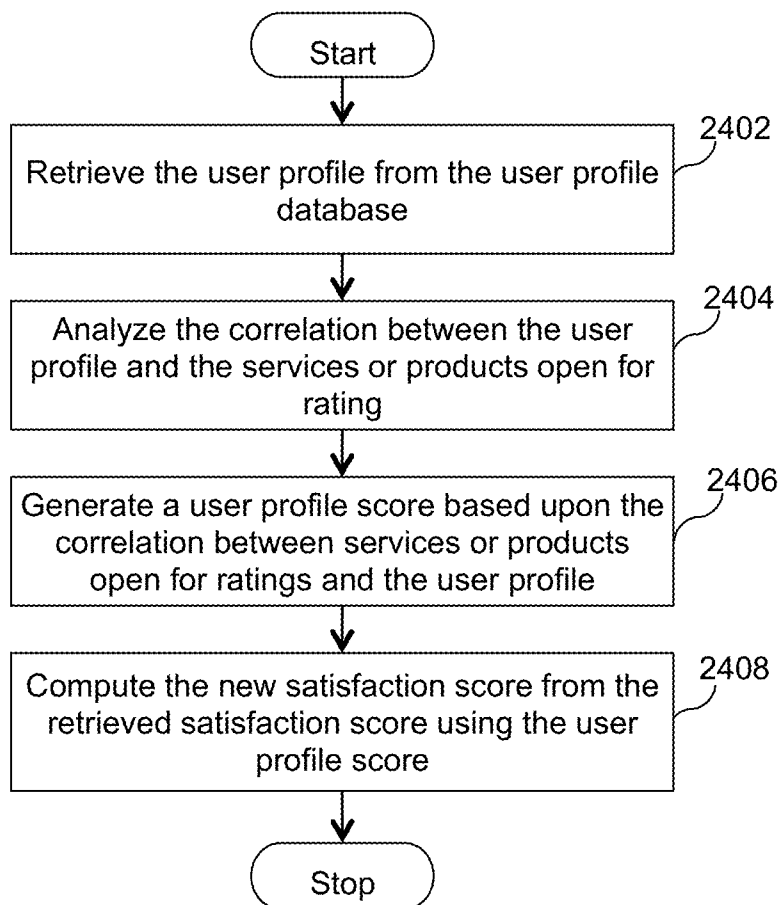 Start
2402
Retrieve the user profile from the user profile
database
2404
Analyze the correlation between the user
profile and the services or products open for
rating
2406
Generate a user profile score based upon the
correlation between services or products
open for ratings and the user profile
2408
Compute the new satisfaction score from the
retrieved satisfaction score using the user
profile score
Stop